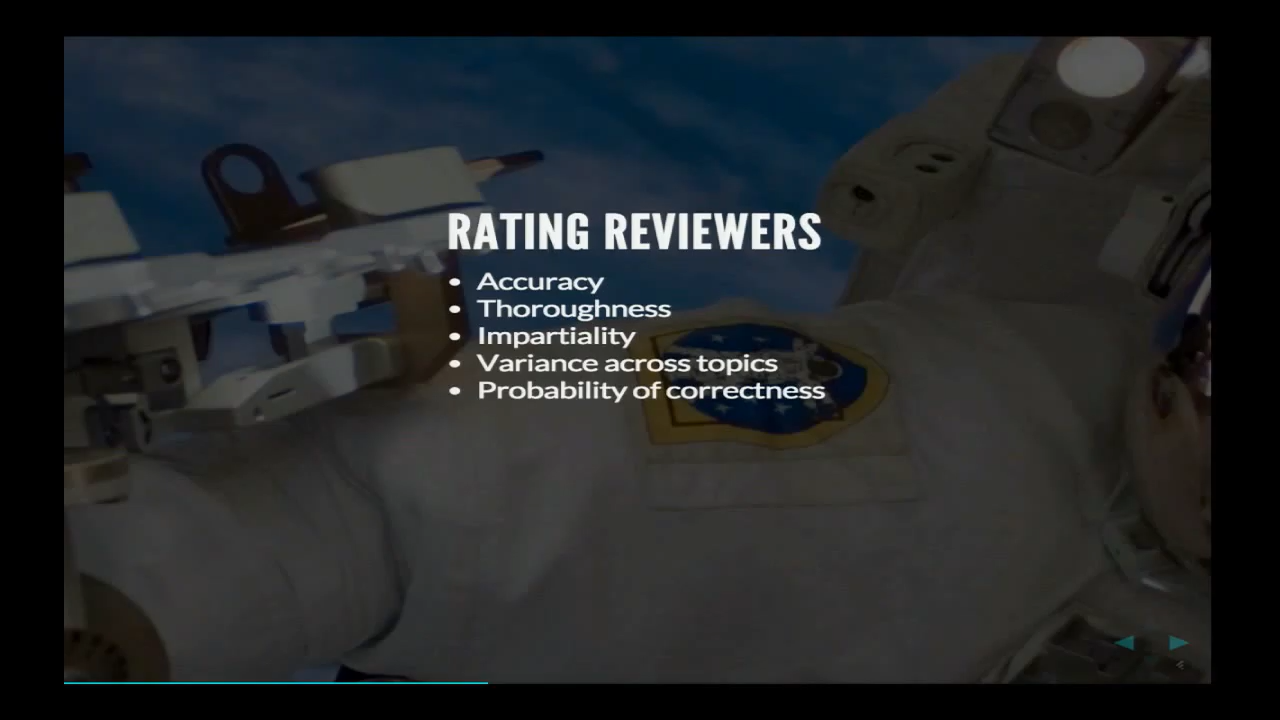 RATING REVIEWERS
• Accuracy
• Thoroughness
• Impartiality
• Variance across topics
• Probability of correctness